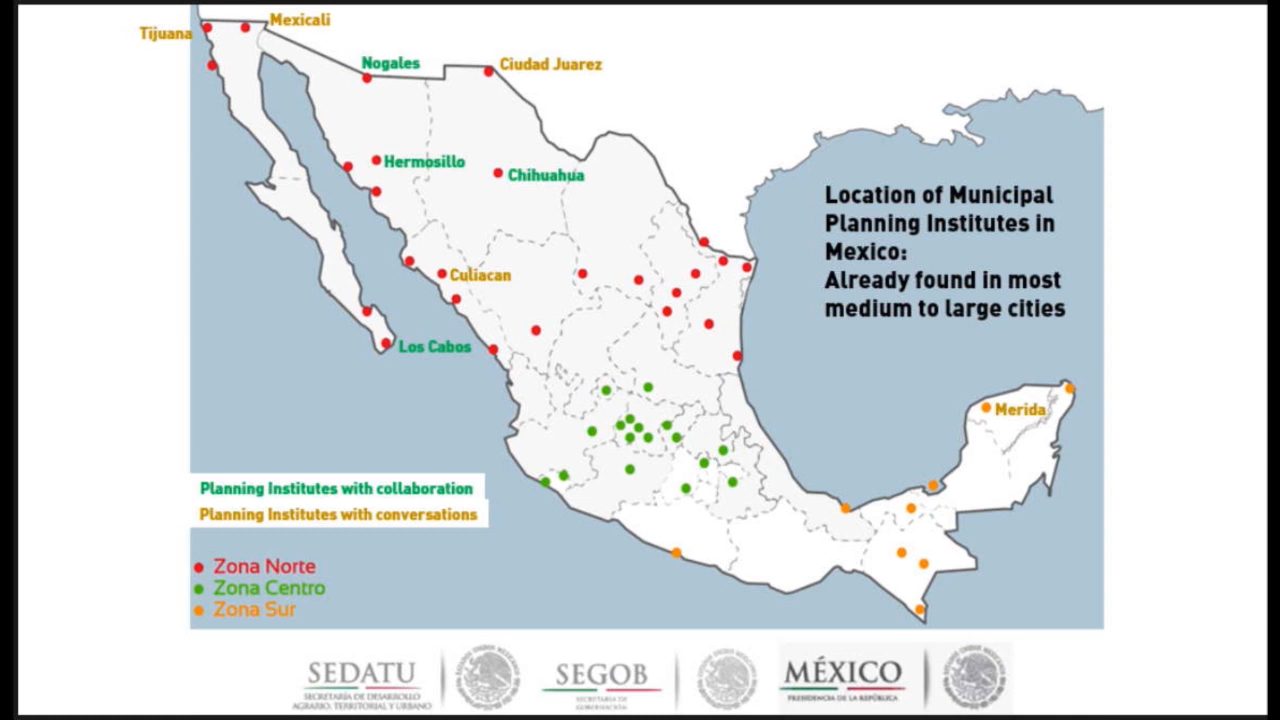 Mexicali
Tijuana
Nogales
Ciudad Juarez
Hermosillo
Chihuahua
Location of Municipal
Planning Institutes in
Mexico:
Already found in most
medium to large cities
Culiacan
Los Cabos
Merida
Planning Institutes with collaboration
Planning Institutes with conversations
Zona Norte
Zona Centro
Zona Sur
SEDATU
SECRETARÍA DE DESARROLLO
AGRARIO, TERRITORIAL Y URBANO
SEGOB
SECRETARÍA DE
GOBERNACIÓN
MÉXICO
PRESIDENCIA DE LA REPÚBLICA